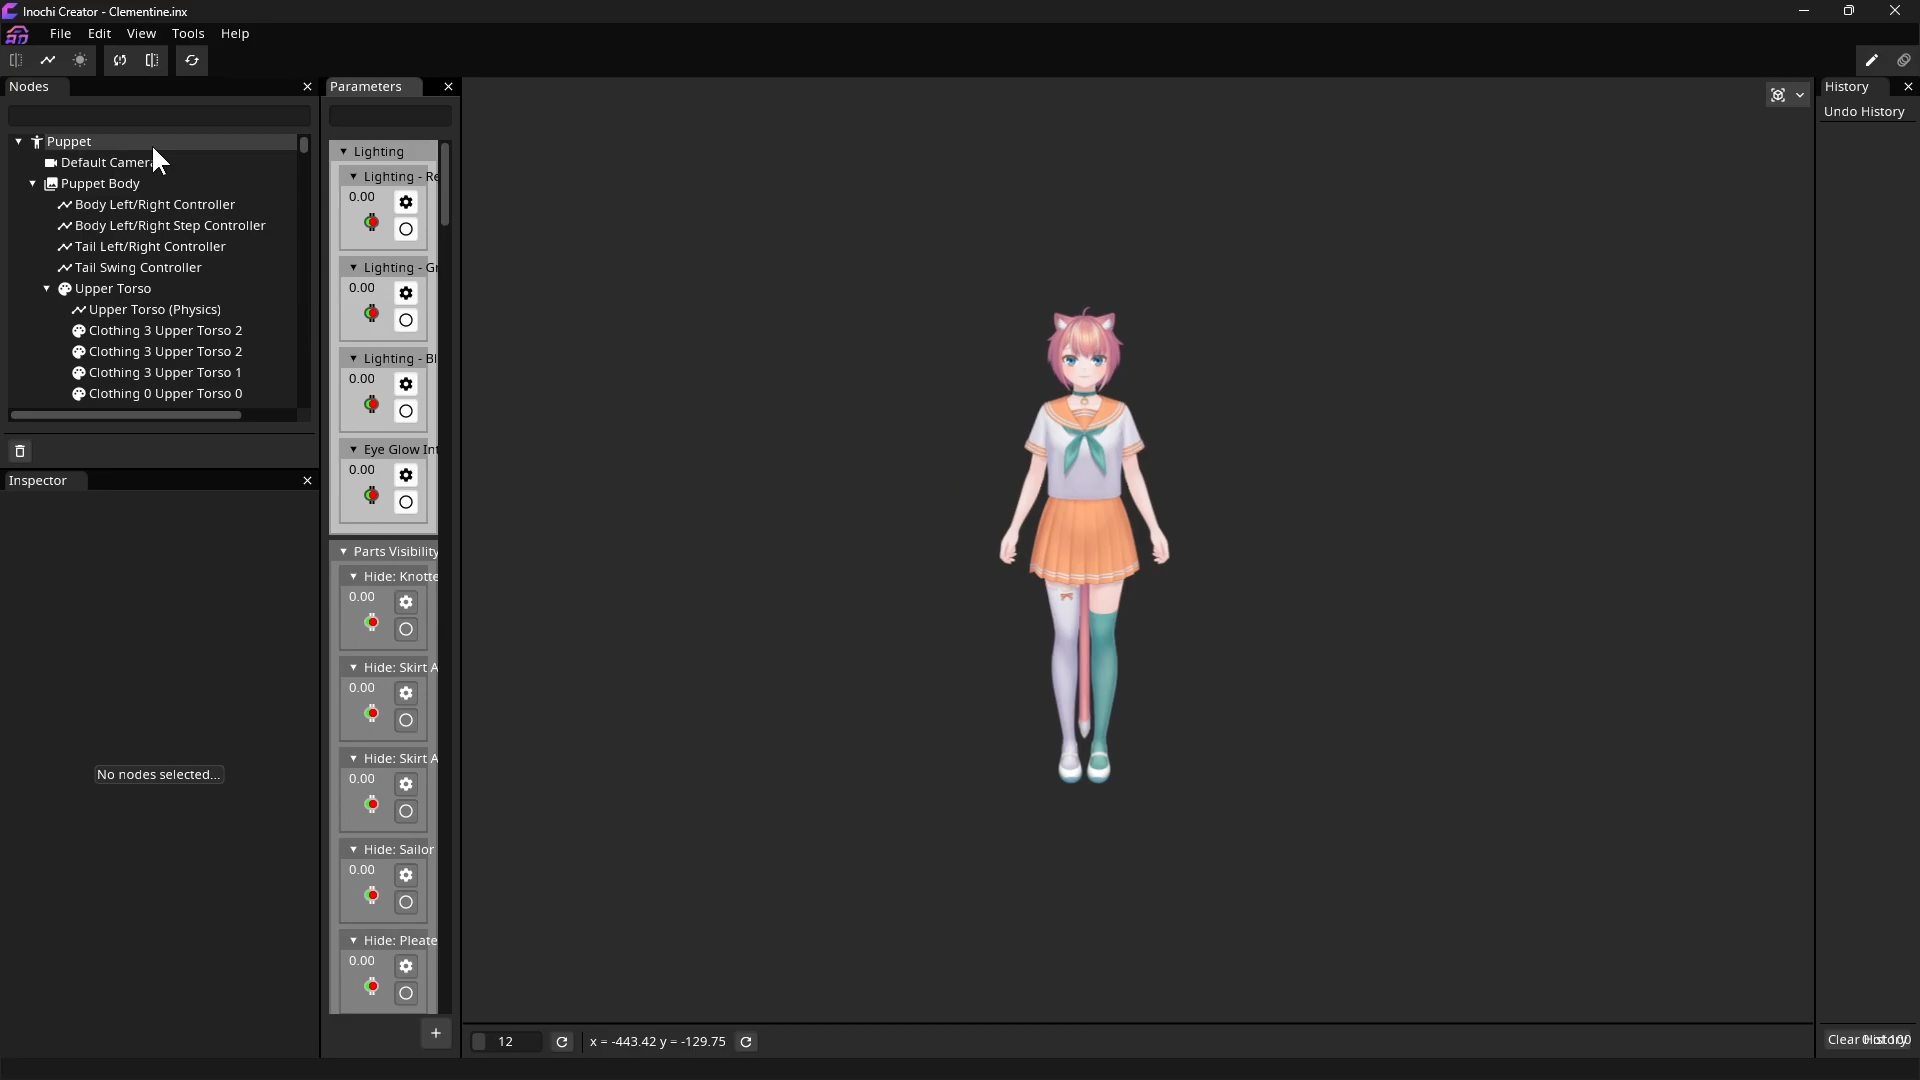 Inochi Creator - Clementine.inx
File Edit View Tools Help
Nodes
Puppet
Default Camera
Puppet Body
Body Left/Right Controller
Body Left/Right Step Controller
Tail Left/Right Controller
Tail Swing Controller
Upper Torso
Upper Torso (Physics)
Clothing 3 Upper Torso 2
Clothing 3 Upper Torso 2
Clothing 3 Upper Torso 1
Clothing 0 Upper Torso 0
Inspector
No nodes selected...
Parameters
Lighting
Lighting - Re
0.00
Lighting - Gr
0.00
Lighting - Bl
0.00
Eye Glow Int
0.00
Parts Visibility
Hide: Knotte
0.00
Hide: Skirt A
0.00
Hide: Skirt A
0.00
Hide: Sailor
0.00
Hide: Pleate
0.00
+
12
x = -443.42 y = -129.75
History
Undo History
Clear History